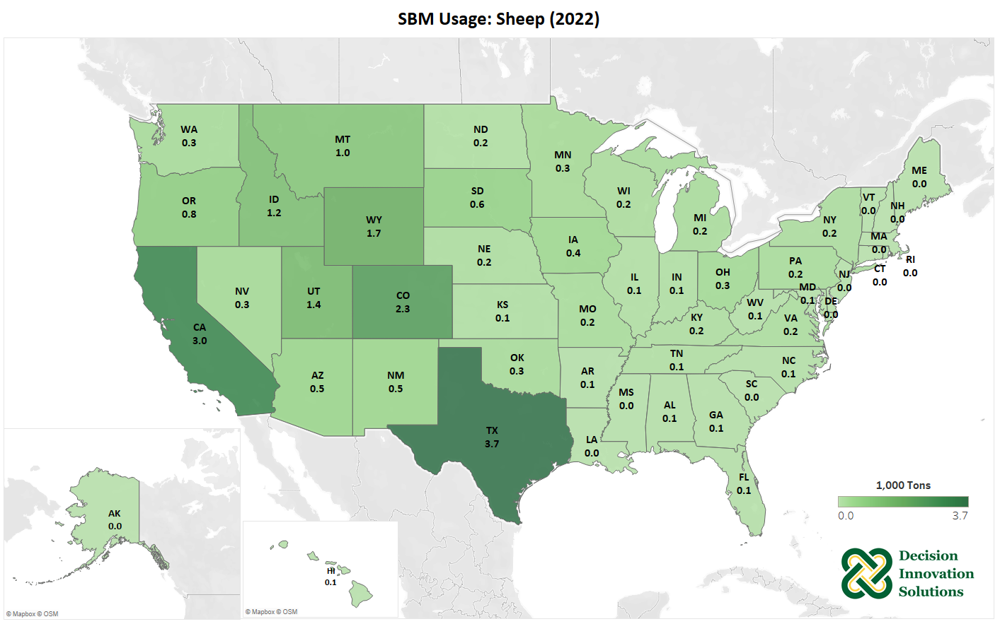 SBM Usage: Sheep (2022)
WA
0.3
MT
1.0
ND
0.2
MN
0.3
ME
0.0
OR
0.8
ID
1.2
SD
0.6
WI
0.2
VT
0.0
NH
0.0
WY
1.7
MI
0.2
NY
0.2
MA
0.0
IA
0.4
NE
0.2
RI
0.0
CT
0.0
PA
0.2
NJ
0.0
OH
0.3
IL
0.1
IN
0.1
MD
0.1
DE
0.0
NV
0.3
UT
1.4
CO
2.3
KS
0.1
MO
0.2
WV
0.1
KY
0.2
VA
0.2
CA
3.0
OK
0.3
TN
0.1
NC
0.1
AZ
0.5
NM
0.5
AR
0.1
SC
0.0
MS
0.0
AL
0.1
GA
0.1
TX
3.7
LA
0.0
FL
0.1
AK
0.0
HI
0.1
1,000 Tons
0.0 3.7
Decision
Innovation
Solutions
© Mapbox © OSM
© Mapbox © OSM